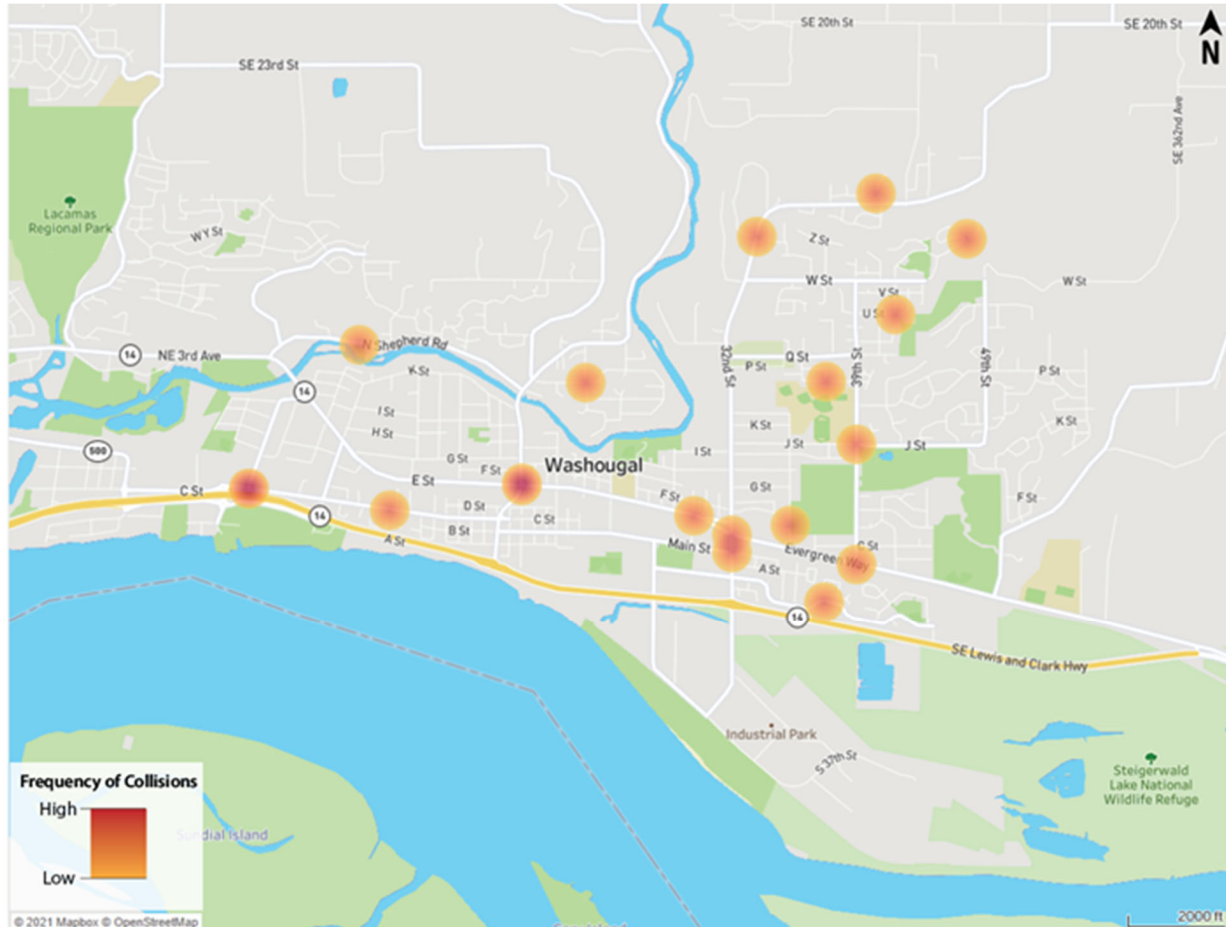 SE 20th St
SE 20th St
N
SE 23rd St
SE 362nd Ave
Lacamas
Regional Park
W Y St
Z St
W St
W St
V St
U St
14
NE 3rd Ave
N Shepherd Rd
K St
32nd St
Q St
P St
39th St
49th St
P St
14
I St
H St
K St
K St
J St
J St
500
G St
F St
Washougal
I St
C St
E St
G St
F St
F St
D St
C St
14
B St
A St
Main St
Evergreen Way
C St
A St
14
SE Lewis and Clark Hwy
Industrial Park
S 37th St
Steigerwald
Lake National
Wildlife Refuge
Frequency of Collisions
High
Low
Sundial Island
© 2021 Mapbox © OpenStreetMap
2000 ft